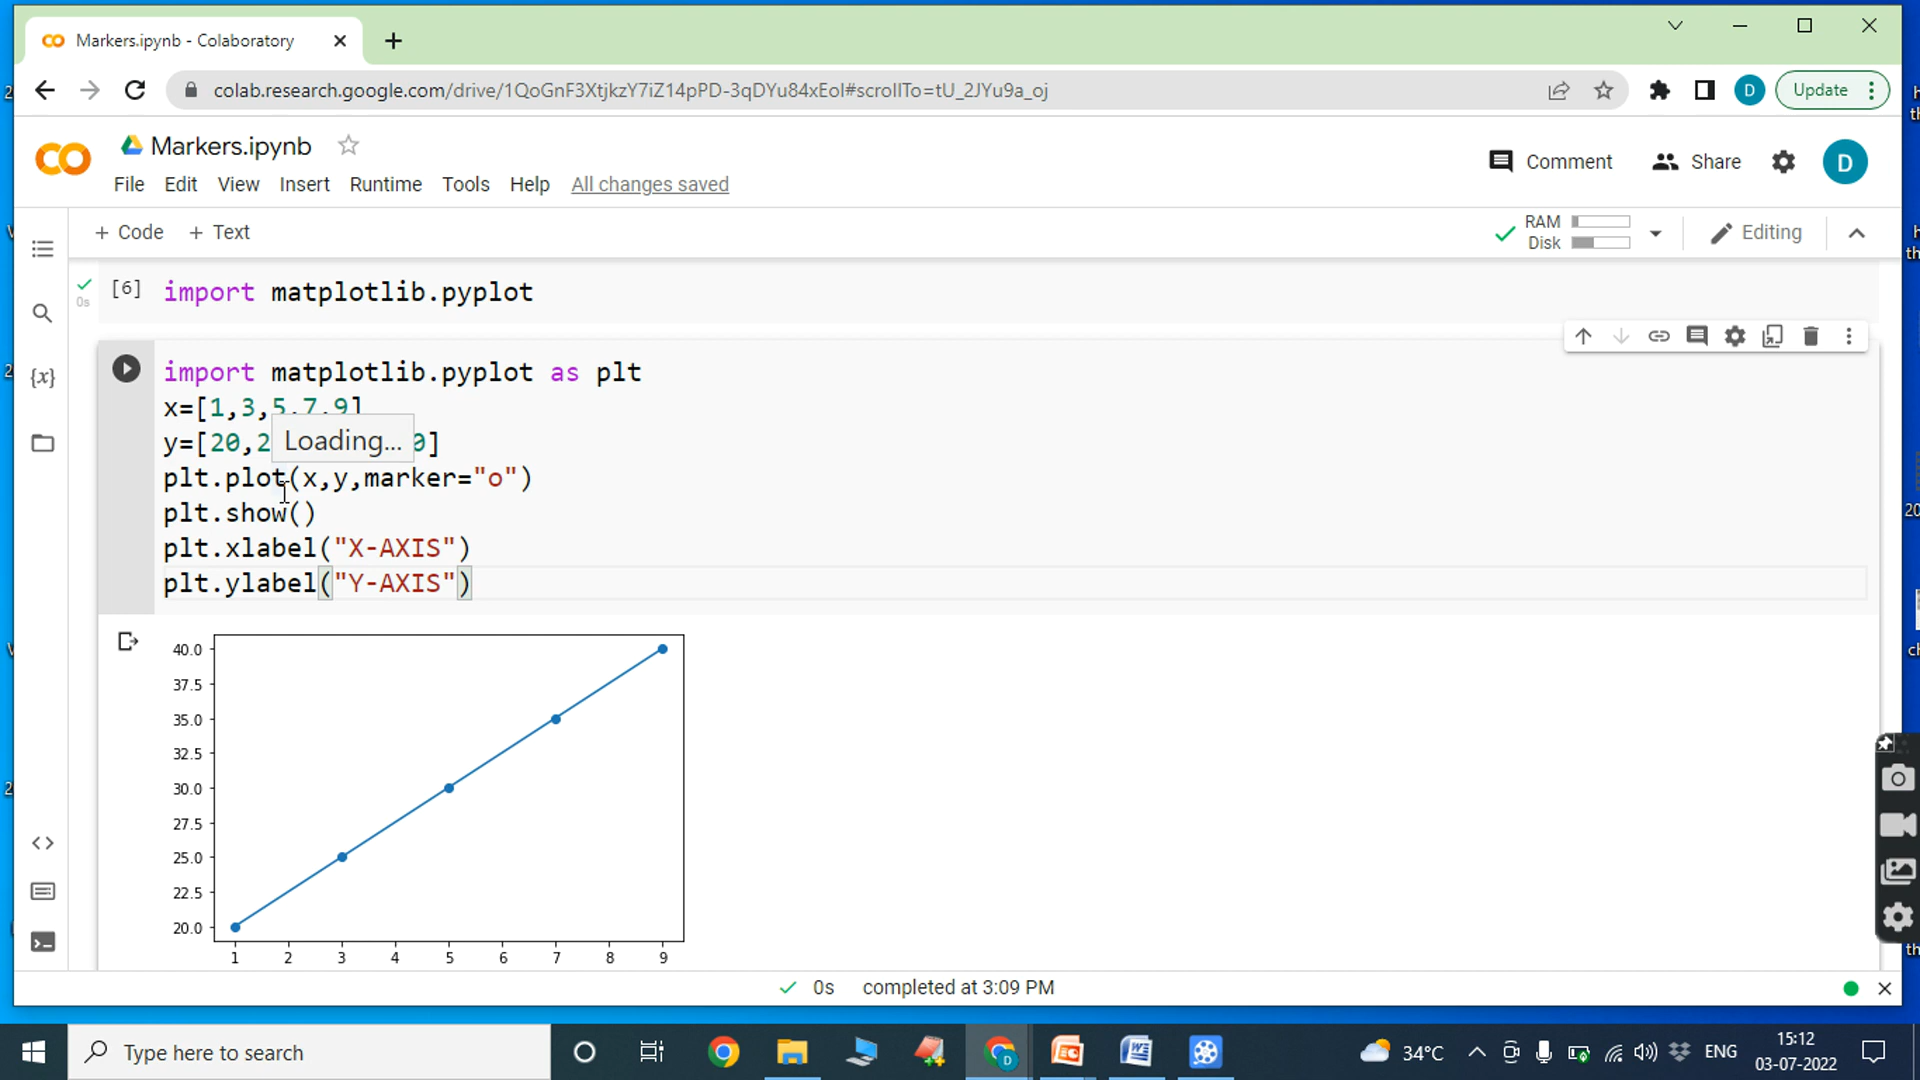 Markers.ipynb - Colaboratory
colab.research.google.com/drive/1QoGnF3XtjkzY7iZ14pPD-3qDYu84xEoI#scrollTo=tU_2JYu9a_oj
D
Update
Markers.ipynb
File Edit View Insert Runtime Tools Help All changes saved
Comment Share D
+ Code + Text
RAM
Disk
Editing
[6] import matplotlib.pyplot
0s
import matplotlib.pyplot as plt
x=[1,3,5,7,9]
y=[20,2
Loading...
0]
plt.plot(x,y,marker="o")
plt.show()
plt.xlabel("X-AXIS")
plt.ylabel("Y-AXIS")
{x}
40.0
37.5
35.0
32.5
30.0
27.5
25.0
22.5
20.0
1 2 3 4 5 6 7 8 9
0s completed at 3:09 PM
Type here to search
34°C
ENG
15:12
03-07-2022